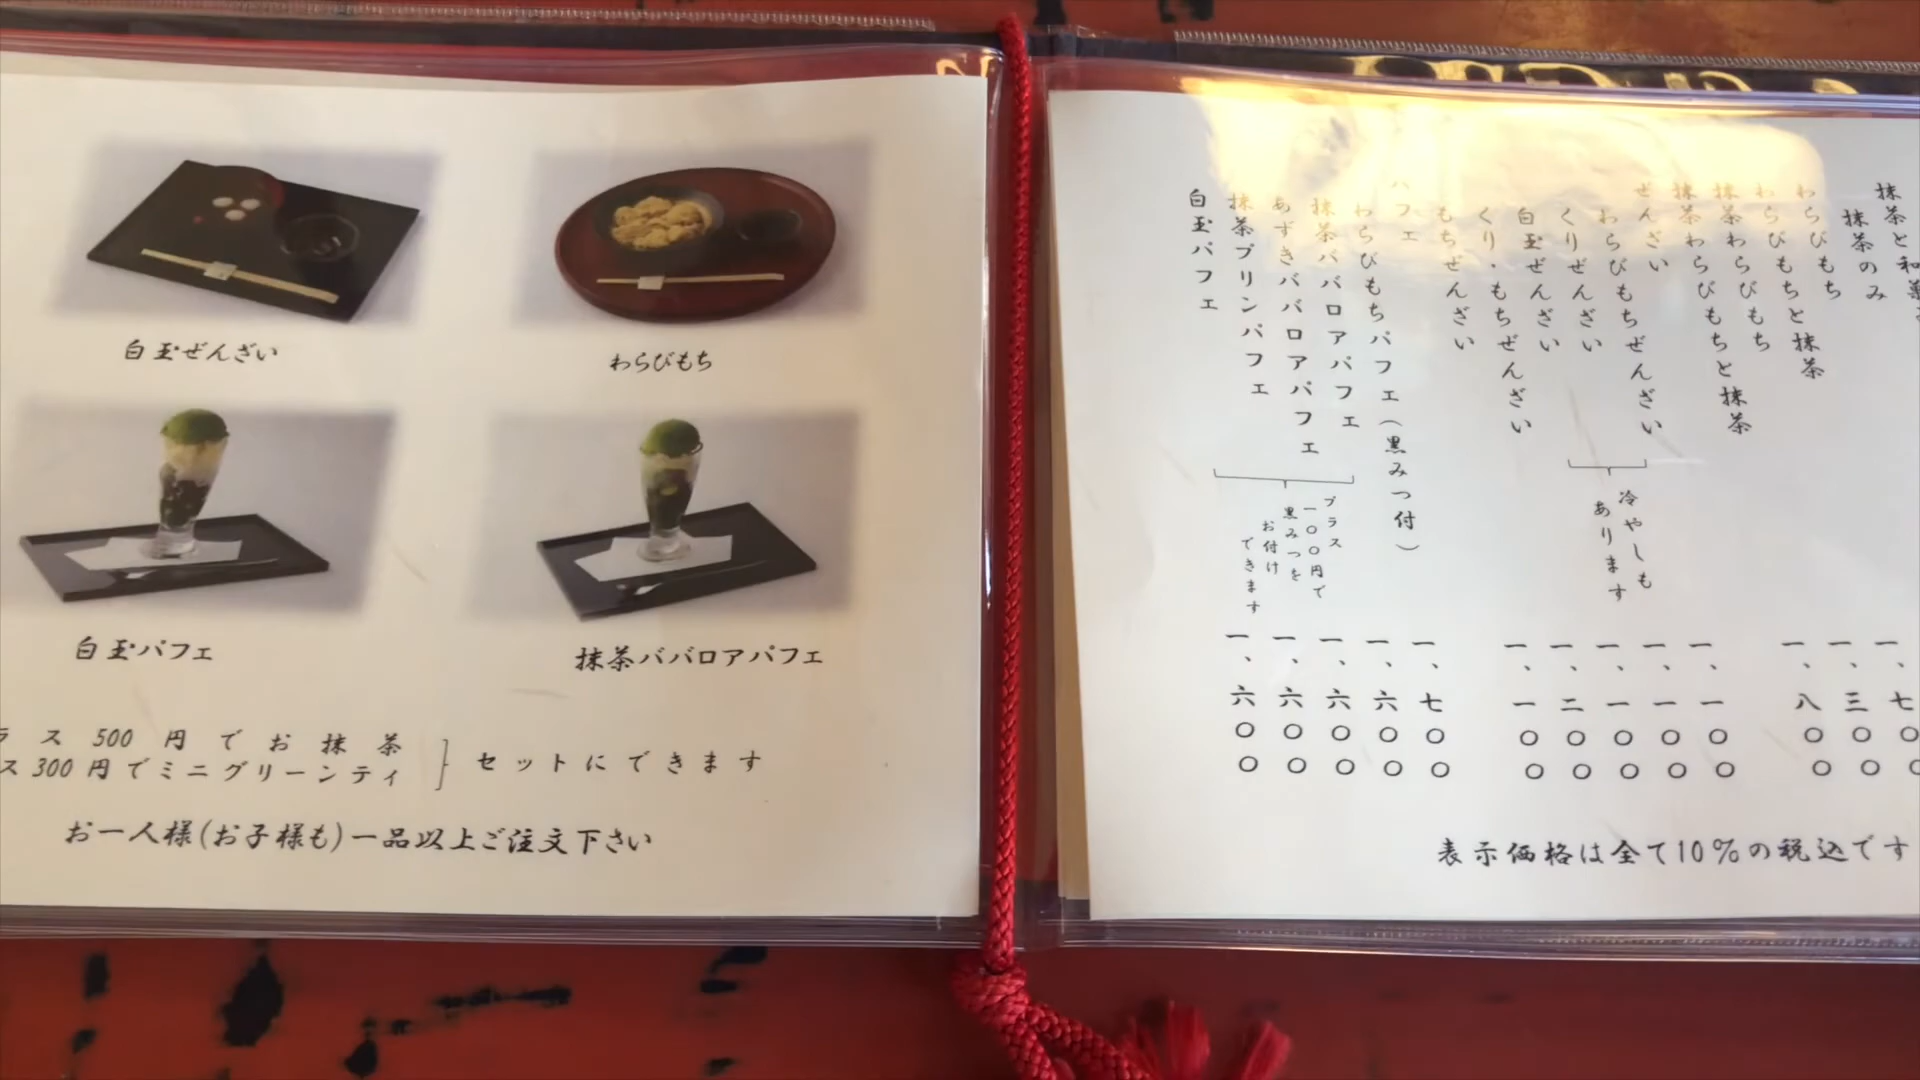 白玉ぜんざい
わらびもち
白玉パフェ
抹茶ババロアパフェ
ラス500円でお抹茶
ス300円でミニグリーンティ
セットにできます
お一人様(お子様も)一品以上ご注文下さい
抹茶と和菓
抹茶のみ
わらびもち
わらびもちと抹茶
抹茶わらびもち
抹茶わらびもちと抹茶
ぜんざい
わらびもちぜんざい
くりぜんざい
白玉ぜんざい
くり・もちぜんざい
もちぜんざい
冷やしも
あります
パフェ
わらびもちパフェ(黒みつ付)
抹茶ババロアパフェ
あずきババロアパフェ
抹茶プリンパフェ
白玉パフェ
プラス
一〇〇円で
黒みつを
お付け
できます
一、七〇〇
一、三〇〇
一、八〇〇
一、一〇〇
一、一〇〇
一、一〇〇
一、二〇〇
一、一〇〇
一、七〇〇
一、六〇〇
一、六〇〇
一、六〇〇
一、六〇〇
表示価格は全て10%の税込です